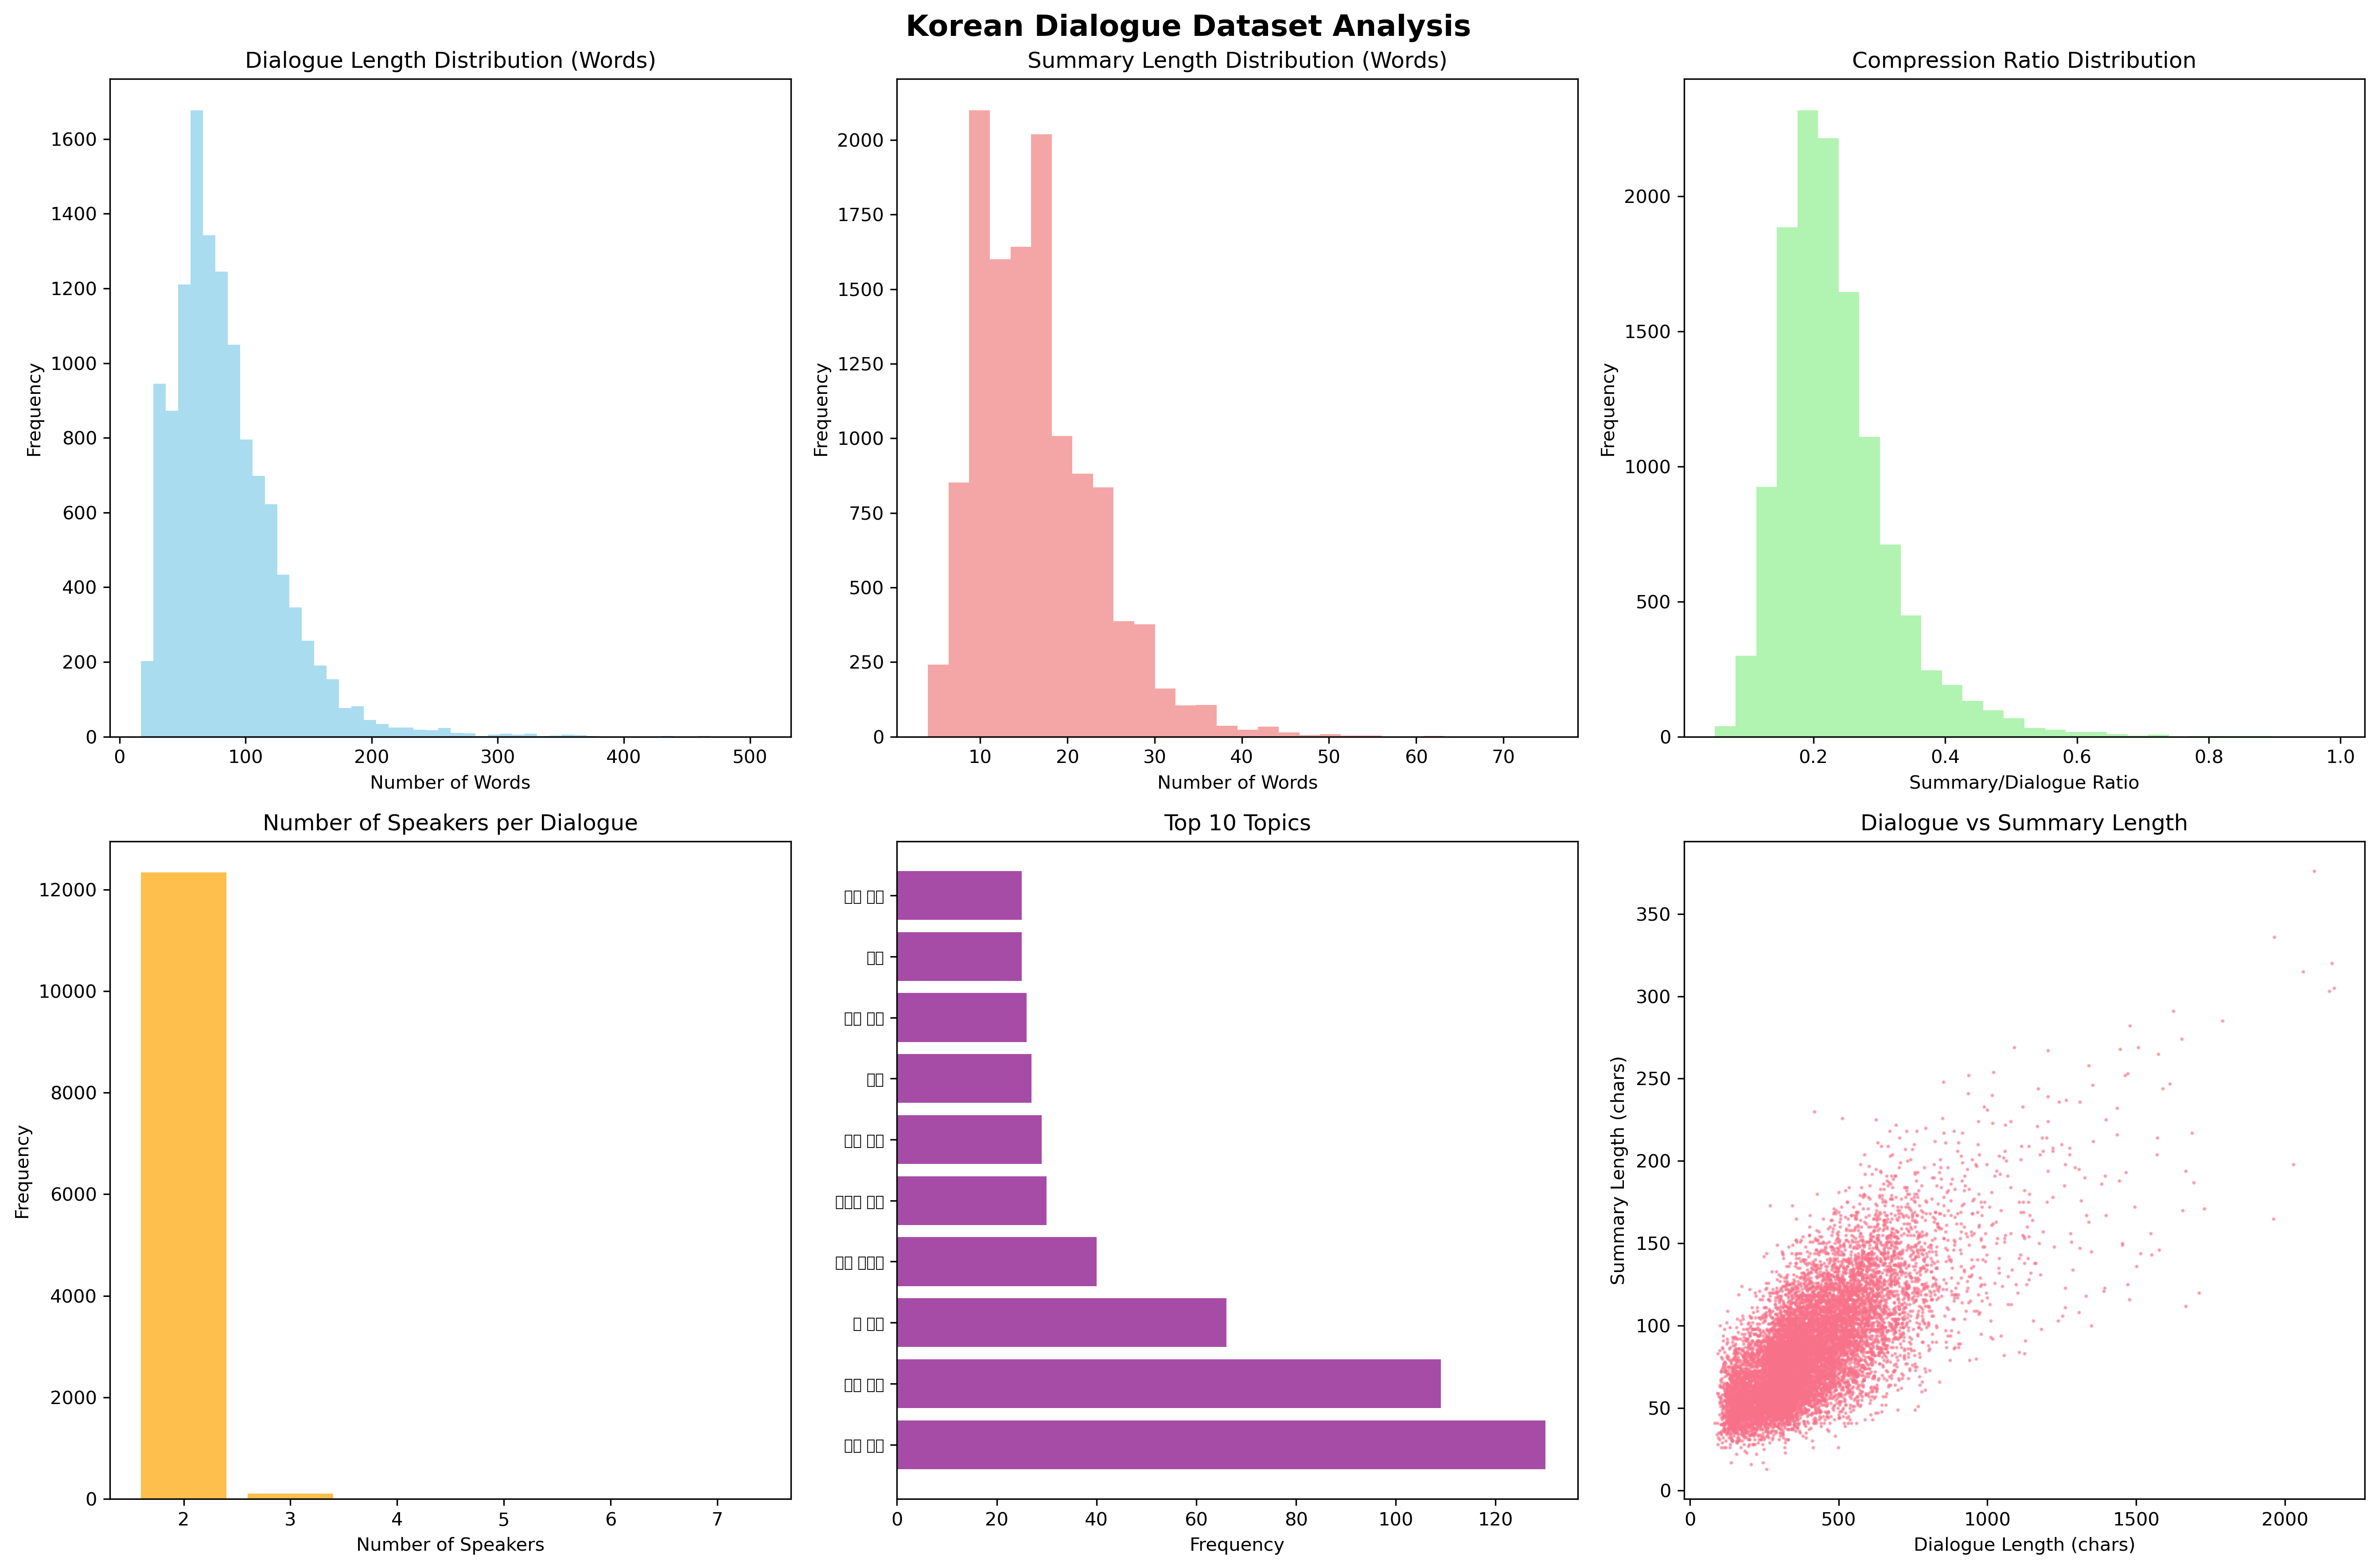 Korean Dialogue Dataset Analysis
Dialogue Length Distribution (Words)
Frequency
1600
1400
1200
1000
800
600
400
200
0
0 100 200 300 400 500
Number of Words
Summary Length Distribution (Words)
Frequency
2000
1750
1500
1250
1000
750
500
250
0
10 20 30 40 50 60 70
Number of Words
Compression Ratio Distribution
Frequency
2000
1500
1000
500
0
0.2 0.4 0.6 0.8 1.0
Summary/Dialogue Ratio
Number of Speakers per Dialogue
Frequency
12000
10000
8000
6000
4000
2000
0
2 3 4 5 6 7
Number of Speakers
Top 10 Topics
0 20 40 60 80 100 120
Frequency
Dialogue vs Summary Length
Summary Length (chars)
350
300
250
200
150
100
50
0
0 500 1000 1500 2000
Dialogue Length (chars)